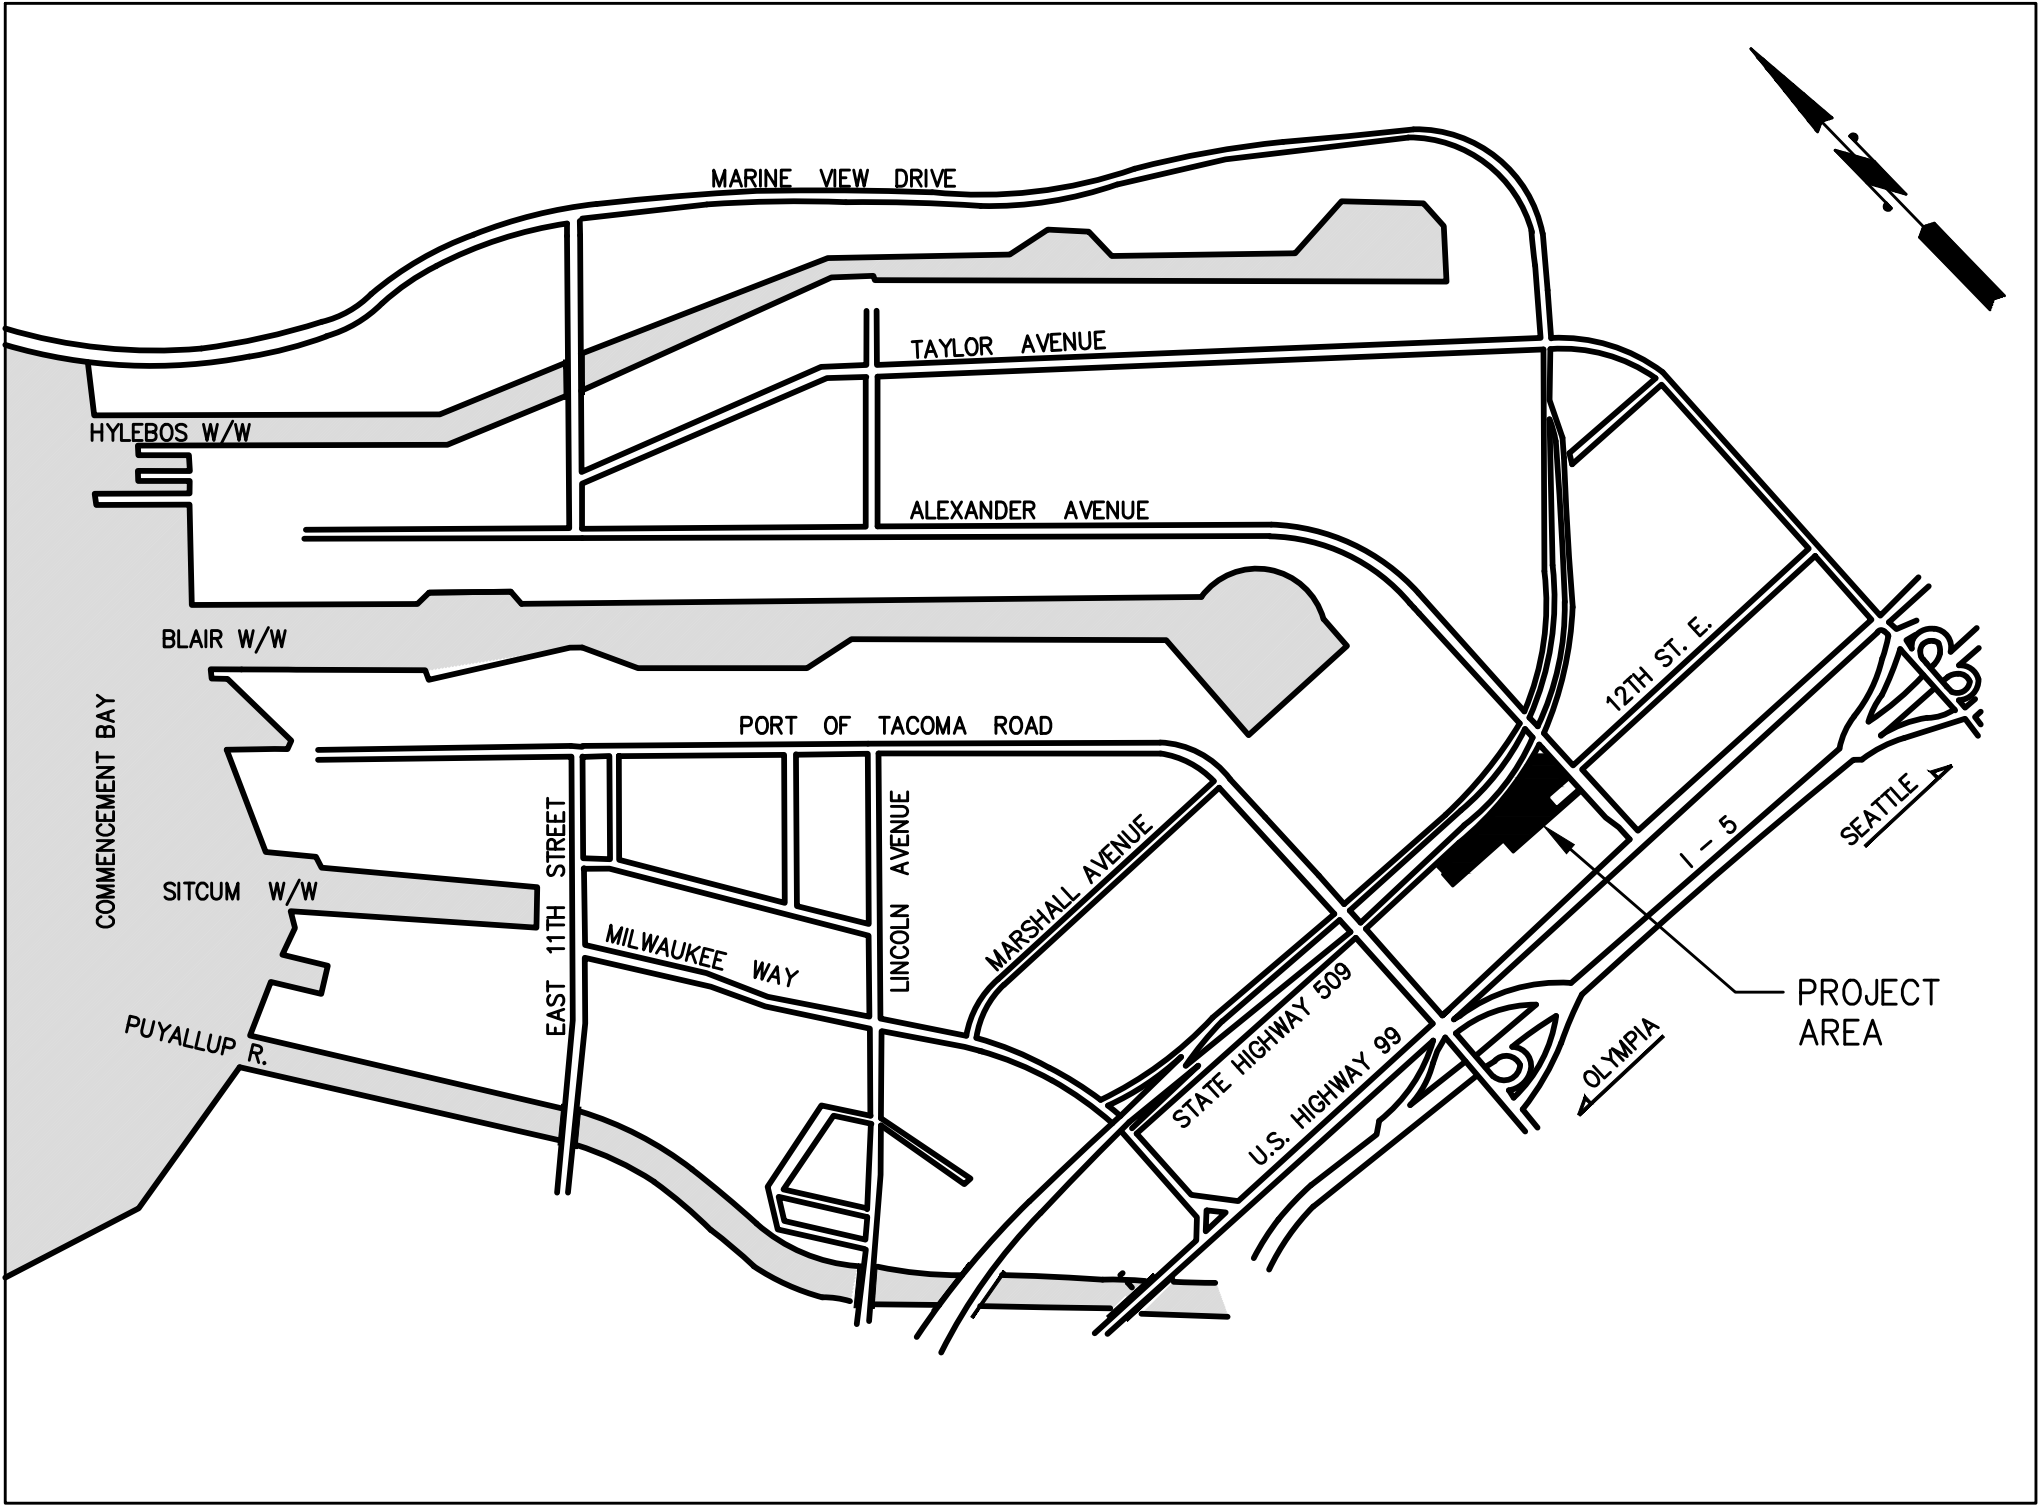 MARINE VIEW DRIVE
TAYLOR AVENUE
HYLEBOS W/W
ALEXANDER AVENUE
BLAIR W/W
12TH ST. E.
COMMENCEMENT BAY
PORT OF TACOMA ROAD
SEATTLE
I - 5
EAST 11TH STREET
LINCOLN AVENUE
MARSHALL AVENUE
SITCUM W/W
MILWAUKEE WAY
STATE HIGHWAY 509
PROJECT
AREA
PUYALLUP R.
U.S. HIGHWAY 99
OLYMPIA